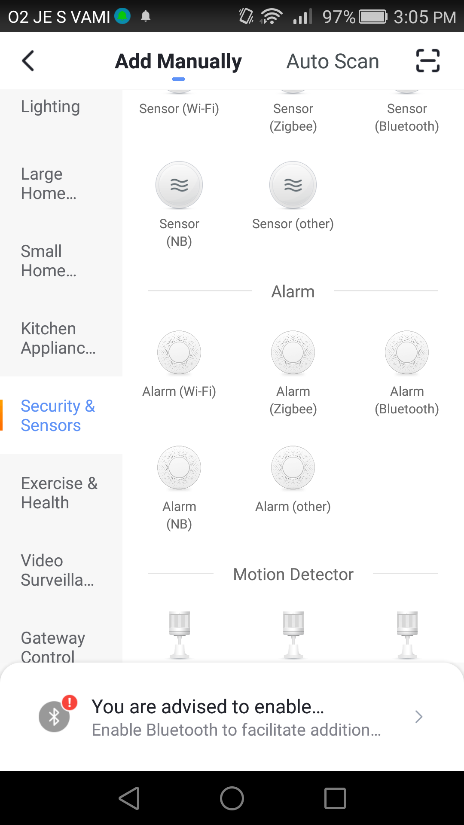 O2 JE S VAMI
97%
3:05 PM
Add Manually
Auto Scan
Lighting
Large
Home...
Small
Home...
Kitchen
Applianc...
Security &
Sensors
Exercise &
Health
Video
Surveilla...
Gateway
Control
Sensor (Wi-Fi)
Sensor
(Zigbee)
Sensor
(Bluetooth)
Sensor
(NB)
Sensor (other)
Alarm
Alarm (Wi-Fi)
Alarm
(Zigbee)
Alarm
(Bluetooth)
Alarm
(NB)
Alarm (other)
Motion Detector
You are advised to enable...
Enable Bluetooth to facilitate addition...